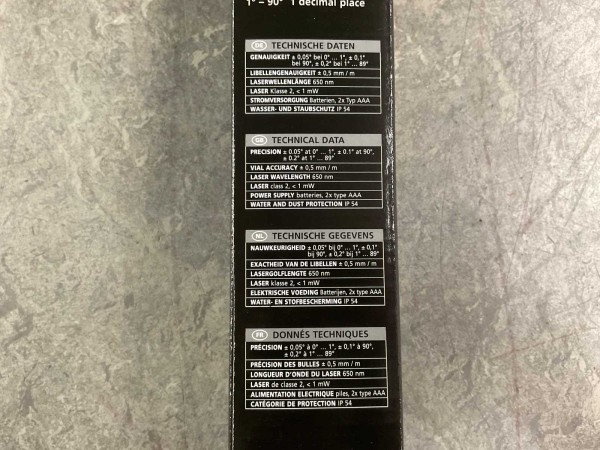 1° – 90° 1 decimal place
DE TECHNISCHE DATEN
GENAUIGKEIT ± 0,05° bei 0° ... 1°, ± 0,1°
bei 90°, ± 0,2° bei 1° ... 89°
LIBELLENGENAUIGKEIT ± 0,5 mm / m
LASERWELLENLÄNGE 650 nm
LASER Klasse 2, < 1 mW
STROMVERSORGUNG Batterien, 2x Typ AAA
WASSER- UND STAUBSCHUTZ IP 54
GB TECHNICAL DATA
PRECISION ± 0.05° at 0° ... 1°, ± 0.1° at 90°,
± 0.2° at 1° ... 89°
VIAL ACCURACY ± 0,5 mm / m
LASER WAVELENGTH 650 nm
LASER class 2, < 1 mW
POWER SUPPLY batteries, 2x type AAA
WATER AND DUST PROTECTION IP 54
NL TECHNISCHE GEGEVENS
NAUWKEURIGHEID ± 0,05° bij 0° ... 1°, ± 0,1°
bij 90°, ± 0,2° bij 1° ... 89°
EXACTHEID VAN DE LIBELLEN ± 0,5 mm / m
LASERGOLFLENGTE 650 nm
LASER klasse 2, < 1 mW
ELEKTRISCHE VOEDING Batterijen, 2x type AAA
WATER- EN STOFBESCHERMING IP 54
FR DONNÉS TECHNIQUES
PRÉCISION ± 0,05° à 0° ... 1°, ± 0,1° à 90°,
± 0,2° à 1° ... 89°
PRÉCISION DES BULLES ± 0,5 mm / m
LONGUEUR D'ONDE DU LASER 650 nm
LASER de classe 2, < 1 mW
ALIMENTATION ELECTRIQUE piles, 2x type AAA
CATÉGORIE DE PROTECTION IP 54